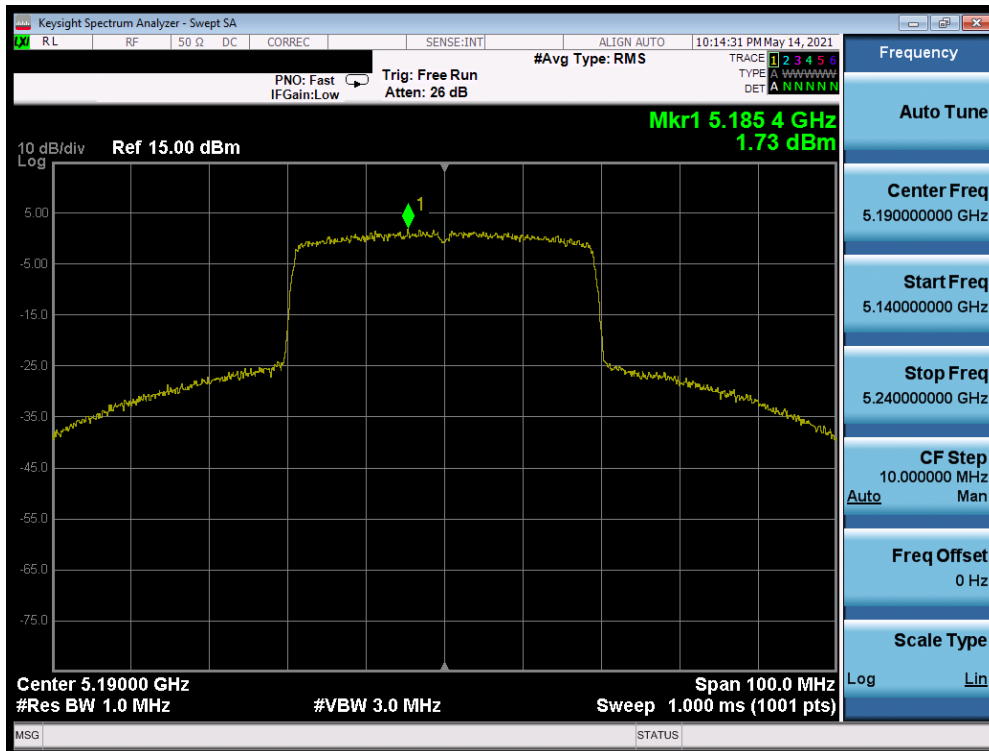 Keysight Spectrum Analyzer - Swept SA
LXI RL RF 50 Ω DC CORREC SENSE:INT ALIGN AUTO 10:14:31 PM May 14, 2021
PNO: Fast
IFGain:Low
Trig: Free Run
Atten: 26 dB
#Avg Type: RMS
TRACE 1 2 3 4 5 6
TYPE A WWWWW
DET A N N N N N
Mkr1 5.185 4 GHz
1.73 dBm
10 dB/div
Log
Ref 15.00 dBm
1
5.00
-5.00
-15.0
-25.0
-35.0
-45.0
-55.0
-65.0
-75.0
Center 5.19000 GHz
Span 100.0 MHz
#Res BW 1.0 MHz
#VBW 3.0 MHz
Sweep 1.000 ms (1001 pts)
MSG
STATUS
Frequency
Auto Tune
Center Freq
5.190000000 GHz
Start Freq
5.140000000 GHz
Stop Freq
5.240000000 GHz
CF Step
10.000000 MHz
Auto Man
Freq Offset
0 Hz
Scale Type
Log Lin